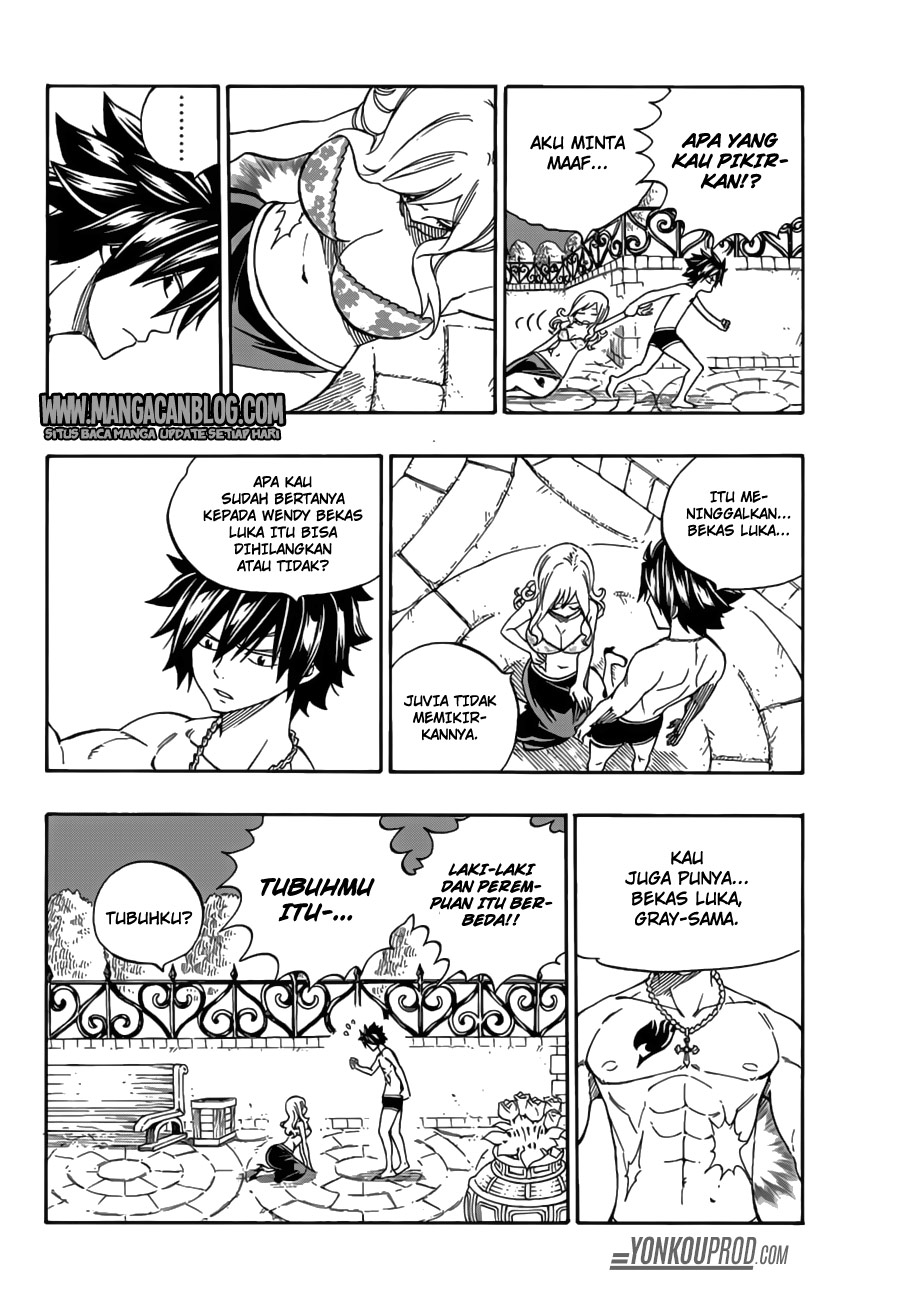 .......
AKU MINTA
MAAF...
APA YANG
KAU PIKIR-
KAN!?
WWW.MANGACANBLOG.COM
SITUS BACA MANGA UPDATE SETIAP HARI
APA KAU
SUDAH BERTANYA
KEPADA WENDY BEKAS
LUKA ITU BISA
DIHILANGKAN
ATAU TIDAK?
ITU ME-
NINGGALKAN...
BEKAS LUKA...
JUVIA TIDAK
MEMIKIR-
KANNYA.
TUBUHKU?
TUBUHMU
ITU-...
LAKI-LAKI
DAN PEREM-
PUAN ITU BER-
BEDA!!
KAU
JUGA PUNYA...
BEKAS LUKA,
GRAY-SAMA.
YONKOUPROD.COM